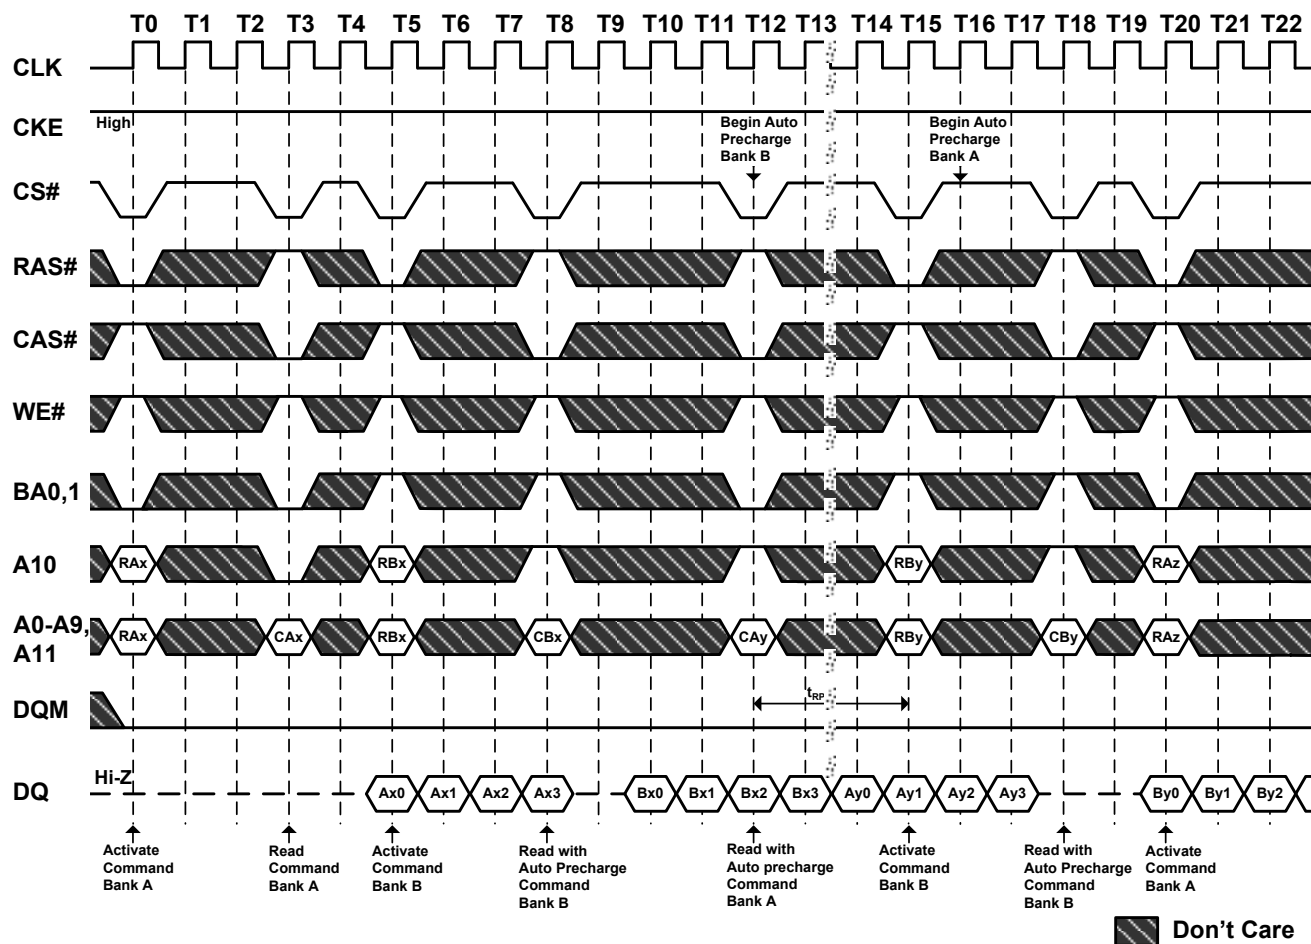 T0 T1 T2 T3 T4 T5 T6 T7 T8 T9 T10 T11 T12 T13 T14 T15 T16 T17 T18 T19 T20 T21 T22
CLK
CKE
High
Begin Auto
Precharge
Bank B
Begin Auto
Precharge
Bank A
CS#
RAS#
CAS#
WE#
BA0,1
A10
RAx RBx RBy RAz
A0-A9,
A11
RAx CAx RBx CBx CAy RBy CBy RAz
DQM
tRP
DQ
Hi-Z
Ax0 Ax1 Ax2 Ax3 Bx0 Bx1 Bx2 Bx3 Ay0 Ay1 Ay2 Ay3 By0 By1 By2
Activate
Command
Bank A
Read
Command
Bank A
Activate
Command
Bank B
Read with
Auto Precharge
Command
Bank B
Read with
Auto precharge
Command
Bank A
Activate
Command
Bank B
Read with
Auto Precharge
Command
Bank B
Activate
Command
Bank A
Don't Care